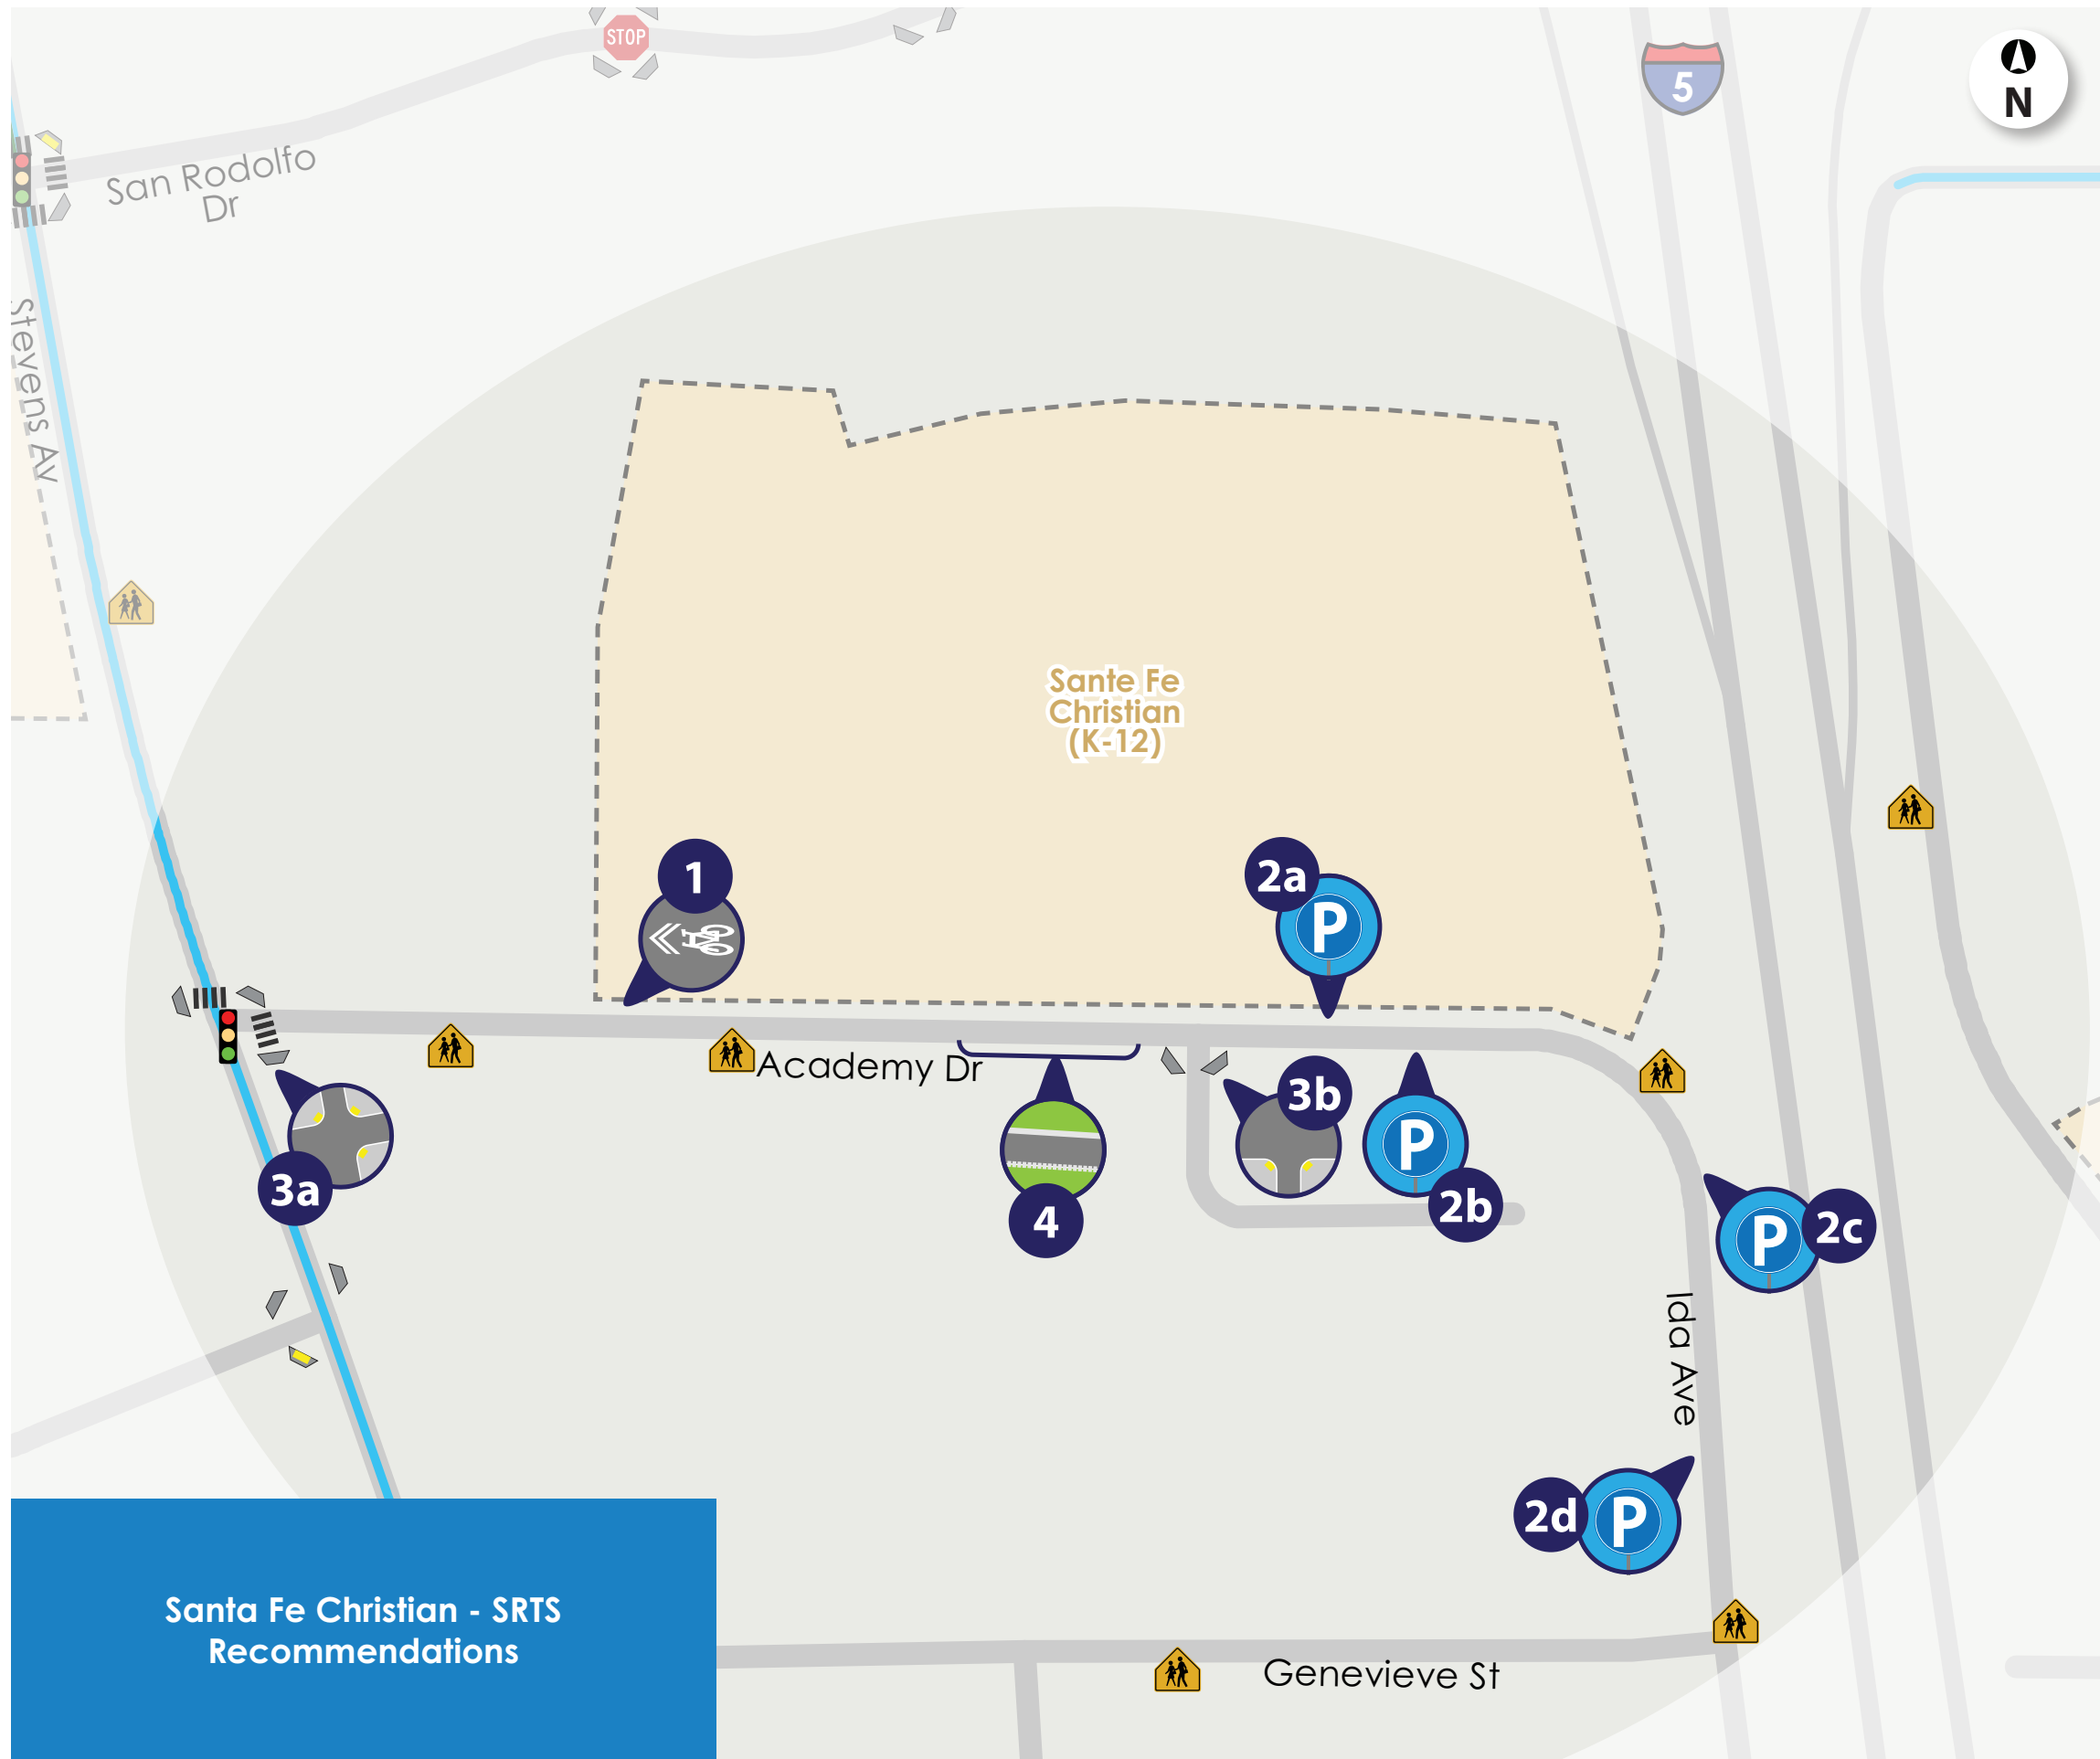 STOP
5
N
San Rodolfo
Dr
Stevens Av
Sante Fe
Christian
(K-12)
1
2a
P
Academy Dr
3b
P
2b
3a
4
P
2c
Ida Ave
2d
P
Genevieve St
Santa Fe Christian - SRTS
Recommendations